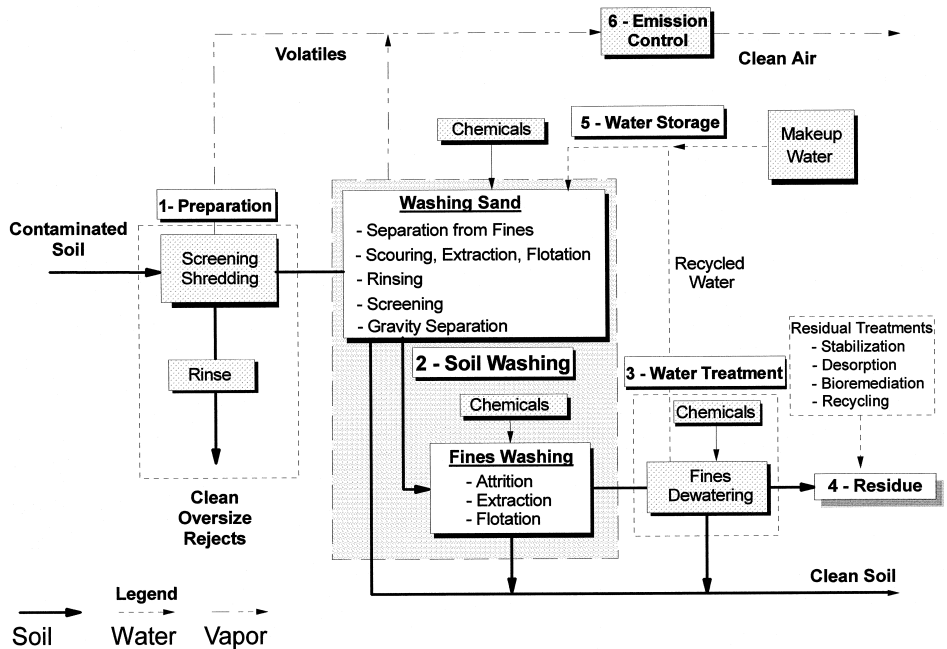 6 - Emission
Control
Volatiles
Clean Air
Chemicals
5 - Water Storage
Makeup
Water
1- Preparation
Contaminated
Soil
Screening
Shredding
Washing Sand
- Separation from Fines
- Scouring, Extraction, Flotation
- Rinsing
- Screening
- Gravity Separation
Recycled
Water
Rinse
2 - Soil Washing
3 - Water Treatment
Residual Treatments
- Stabilization
- Desorption
- Bioremediation
- Recycling
Chemicals
Chemicals
Fines Washing
- Attrition
- Extraction
- Flotation
Fines
Dewatering
4 - Residue
Clean
Oversize
Rejects
Clean Soil
Legend
Soil
Water
Vapor